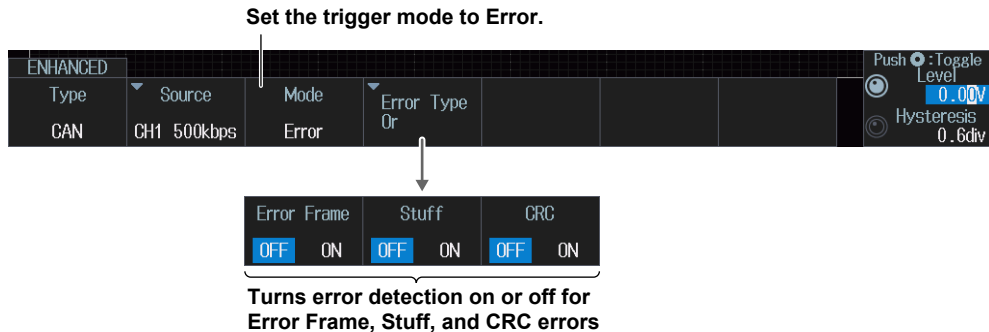 Set the trigger mode to Error.
ENHANCED
Type
CAN
Source
CH1 500kbps
Mode
Error
Error Type
Or
Push :Toggle
Level
0.00V
Hysteresis
0.6div
Error Frame
OFF ON
Stuff
OFF ON
CRC
OFF ON
Turns error detection on or off for
Error Frame, Stuff, and CRC errors